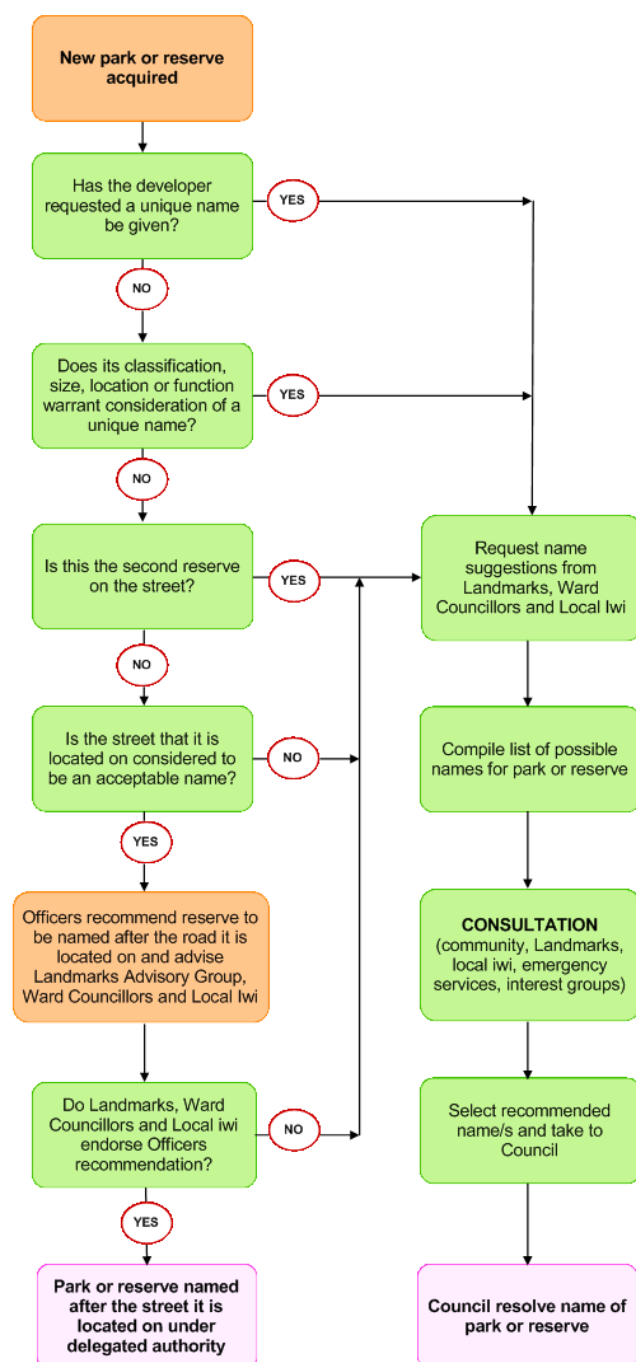 New park or reserve
acquired
Has the developer
requested a unique name
be given?
YES
NO
Does its classification,
size, location or function
warrant consideration of a
unique name?
YES
NO
Is this the second reserve
on the street?
YES
NO
Is the street that it is
located on considered to
be an acceptable name?
NO
YES
Officers recommend reserve to
be named after the road it is
located on and advise
Landmarks Advisory Group,
Ward Councillors and Local Iwi
Do Landmarks, Ward
Councillors and Local iwi
endorse Officers
recommendation?
NO
YES
Park or reserve named
after the street it is
located on under
delegated authority
Request name
suggestions from
Landmarks, Ward
Councillors and Local Iwi
Compile list of possible
names for park or reserve
CONSULTATION
(community, Landmarks,
local iwi, emergency
services, interest groups)
Select recommended
name/s and take to
Council
Council resolve name of
park or reserve